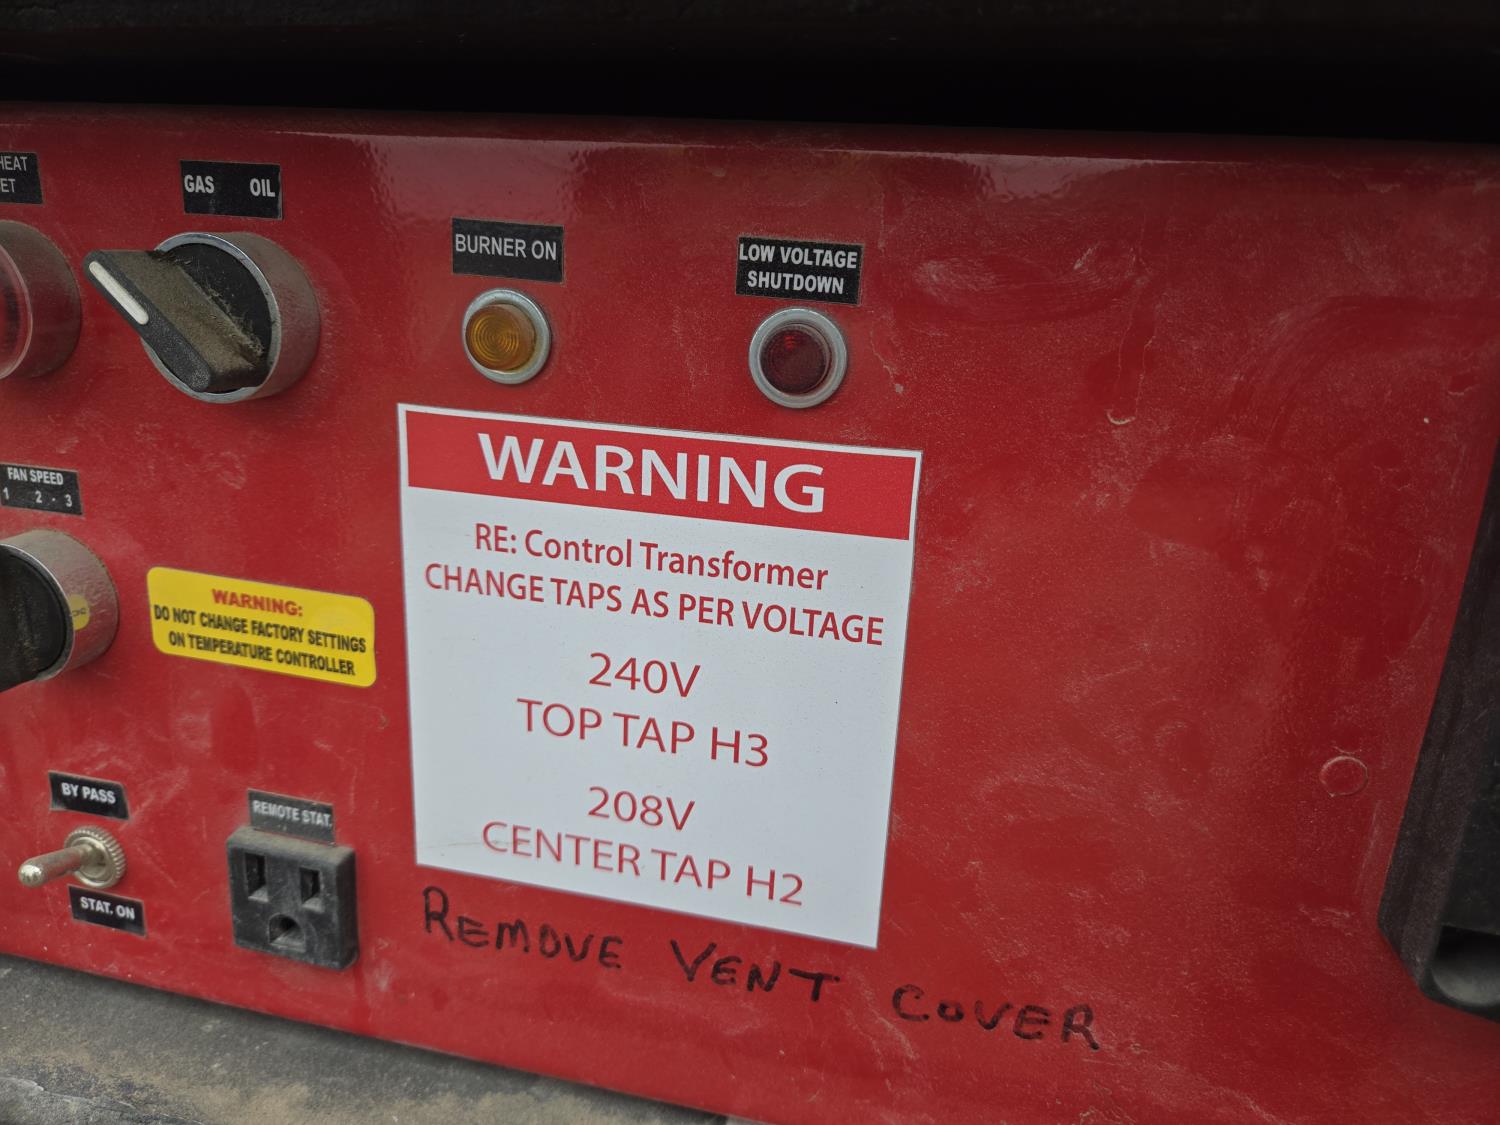 HEAT
ET
GAS OIL
BURNER ON
LOW VOLTAGE
SHUTDOWN
FAN SPEED
1 2 - 3
WARNING
RE: Control Transformer
CHANGE TAPS AS PER VOLTAGE
240V
TOP TAP H3
208V
CENTER TAP H2
WARNING:
DO NOT CHANGE FACTORY SETTINGS
ON TEMPERATURE CONTROLLER
BY PASS
STAT. ON
REMOTE STAT.
REMOVE VENT COVER